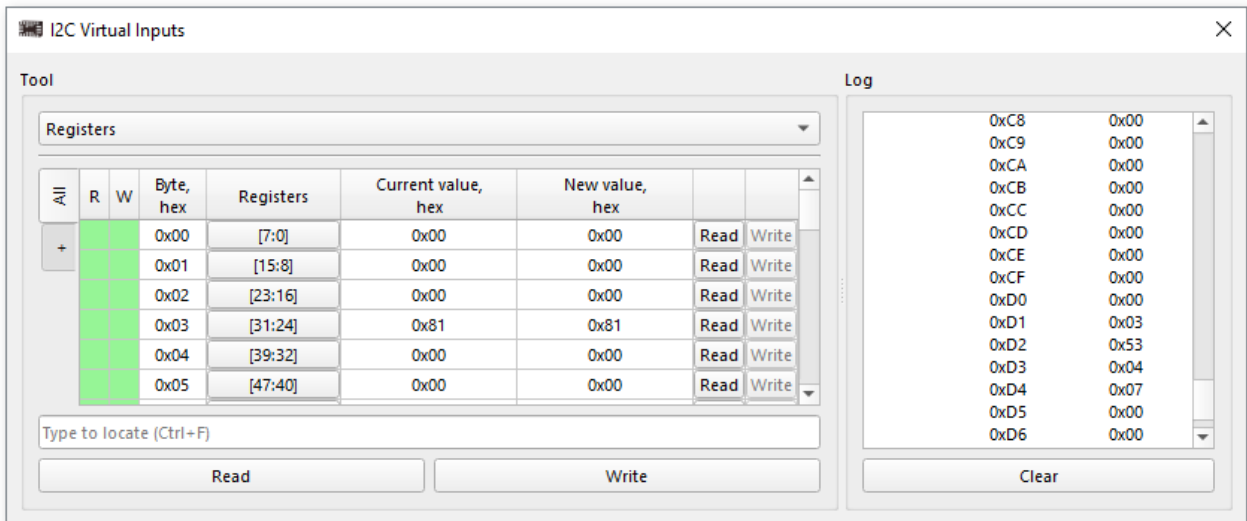 I2C Virtual Inputs
Tool
Registers
All
+
R W Byte, hex Registers Current value, hex New value, hex
0x00 [7:0] 0x00 0x00 Read Write
0x01 [15:8] 0x00 0x00 Read Write
0x02 [23:16] 0x00 0x00 Read Write
0x03 [31:24] 0x81 0x81 Read Write
0x04 [39:32] 0x00 0x00 Read Write
0x05 [47:40] 0x00 0x00 Read Write
Type to locate (Ctrl+F)
Read Write
Log
0xC8 0x00
0xC9 0x00
0xCA 0x00
0xCB 0x00
0xCC 0x00
0xCD 0x00
0xCE 0x00
0xCF 0x00
0xD0 0x00
0xD1 0x03
0xD2 0x53
0xD3 0x04
0xD4 0x07
0xD5 0x00
0xD6 0x00
Clear